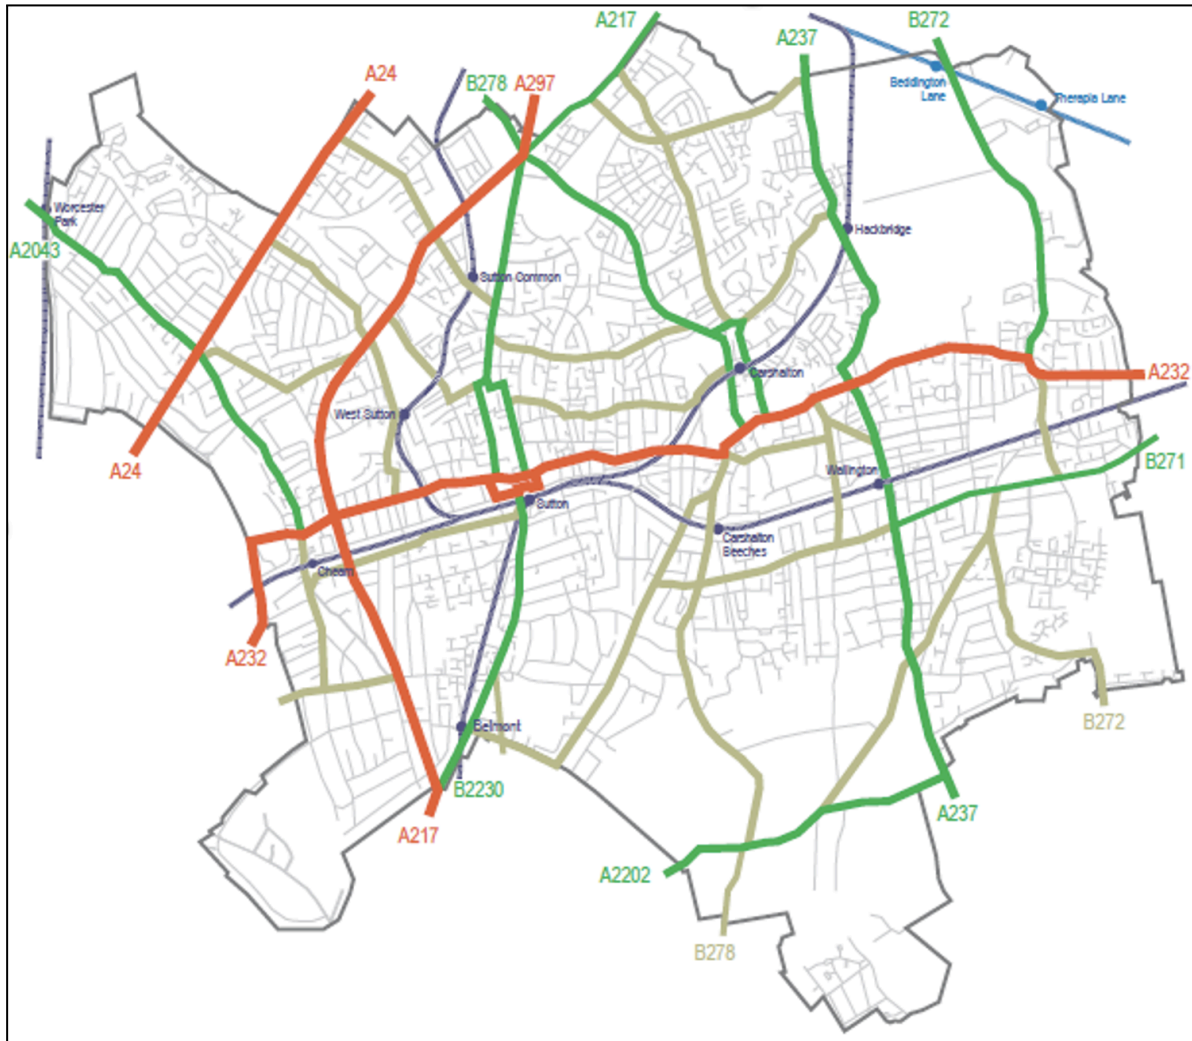 A217
B272
A237
A24
B278
A297
Beddington
Lane
Therapia Lane
Worcester
Park
A2043
Hackbridge
Sutton Common
Carshalton
A232
West Sutton
A24
Wallington
B271
Sutton
Carshalton
Beeches
Cheam
A232
Belmont
B272
B2230
A237
A217
A2202
B278